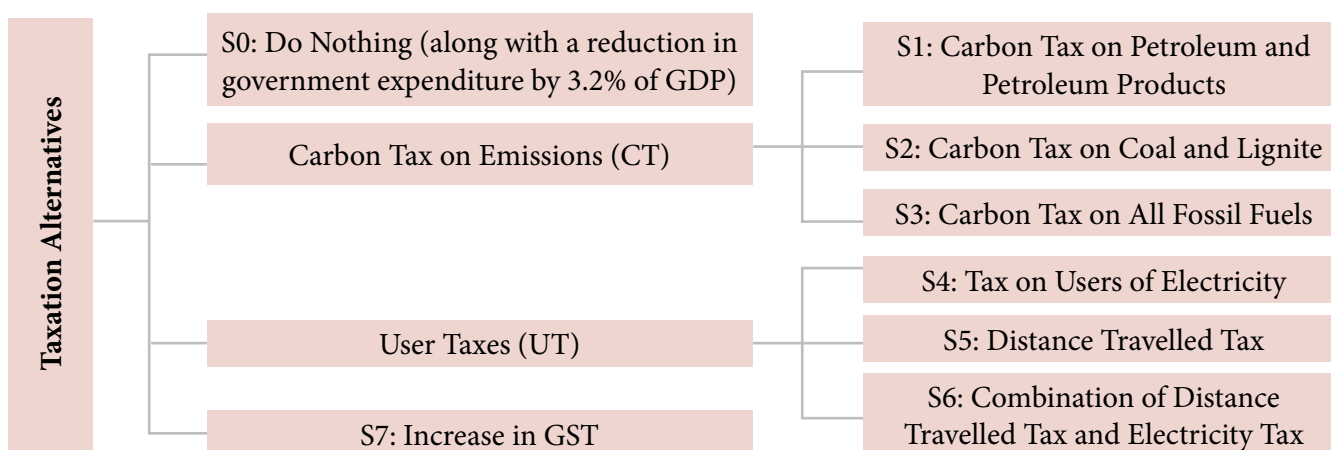 Taxation Alternatives
S0: Do Nothing (along with a reduction in
government expenditure by 3.2% of GDP)
Carbon Tax on Emissions (CT)
User Taxes (UT)
S7: Increase in GST
S1: Carbon Tax on Petroleum and
Petroleum Products
S2: Carbon Tax on Coal and Lignite
S3: Carbon Tax on All Fossil Fuels
S4: Tax on Users of Electricity
S5: Distance Travelled Tax
S6: Combination of Distance
Travelled Tax and Electricity Tax